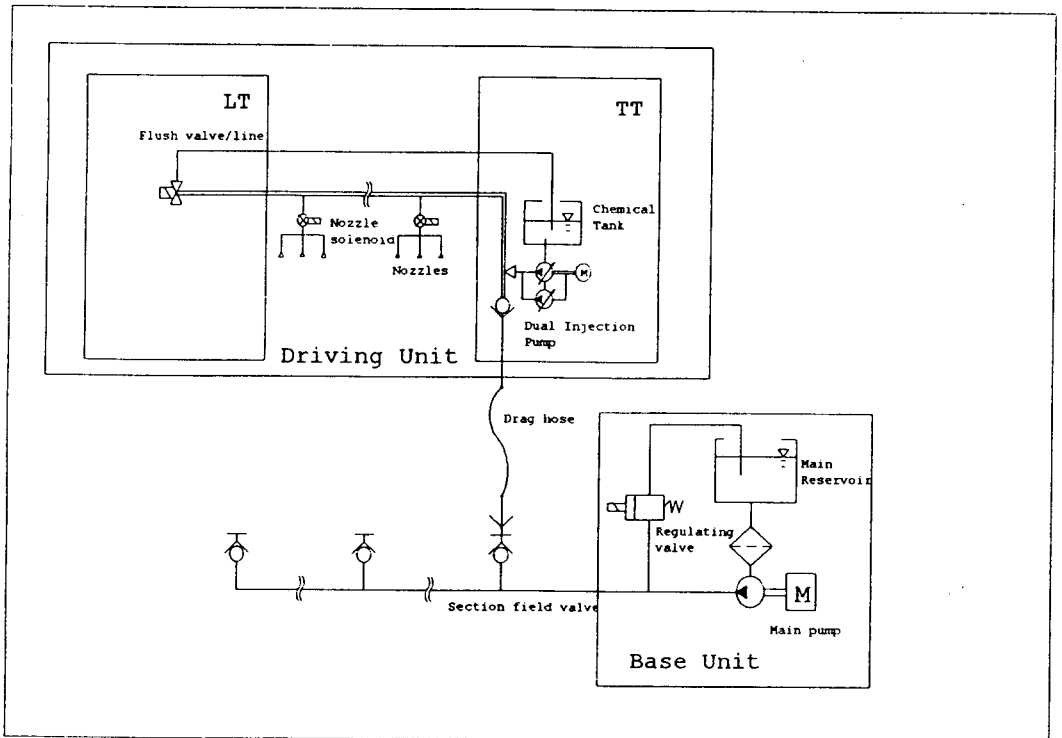 LT
TT
Flush valve/line
Chemical
Tank
Nozzle
solenoid
Nozzles
M
Dual Injection
Pump
Driving Unit
Drag hose
Main
Reservoir
Regulating
valve
Section field valve
M
Main pump
Base Unit